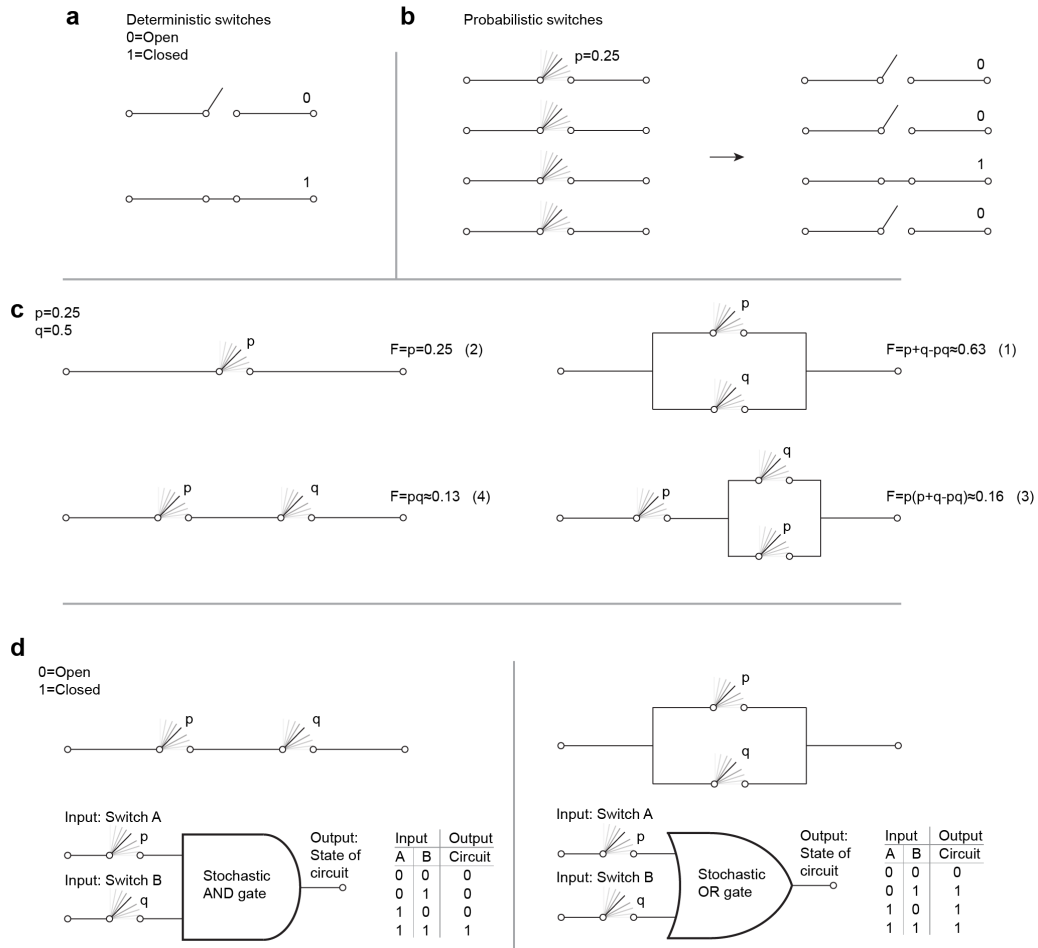 a
Deterministic switches
0=Open
1=Closed
0
1
b
Probabilistic switches
p=0.25
0
0
1
0
c
p=0.25
q=0.5
p
F=p=0.25 (2)
p
q
F=p+q-pq≈0.63 (1)
p
q
F=pq≈0.13 (4)
p
q
p
F=p(p+q-pq)≈0.16 (3)
d
0=Open
1=Closed
p
q
Input: Switch A
p
Input: Switch B
q
Stochastic
AND gate
Output:
State of
circuit
Input Output
A B Circuit
0 0 0
0 1 0
1 0 0
1 1 1
p
q
Input: Switch A
p
Input: Switch B
q
Stochastic
OR gate
Output:
State of
circuit
Input Output
A B Circuit
0 0 0
0 1 1
1 0 1
1 1 1